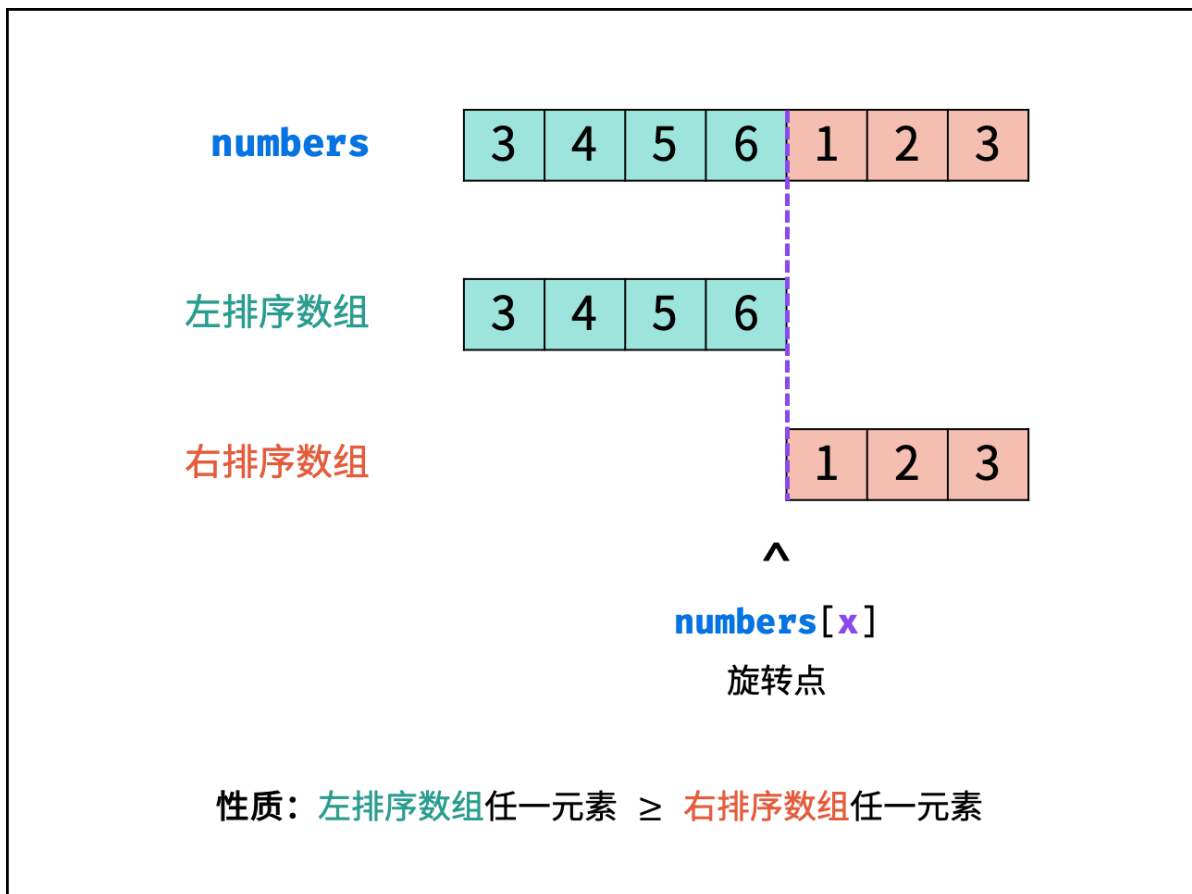 numbers 3 4 5 6 1 2 3
左排序数组 3 4 5 6
右排序数组 1 2 3
^
numbers[x]
旋转点
性质：左排序数组任一元素 ≥ 右排序数组任一元素